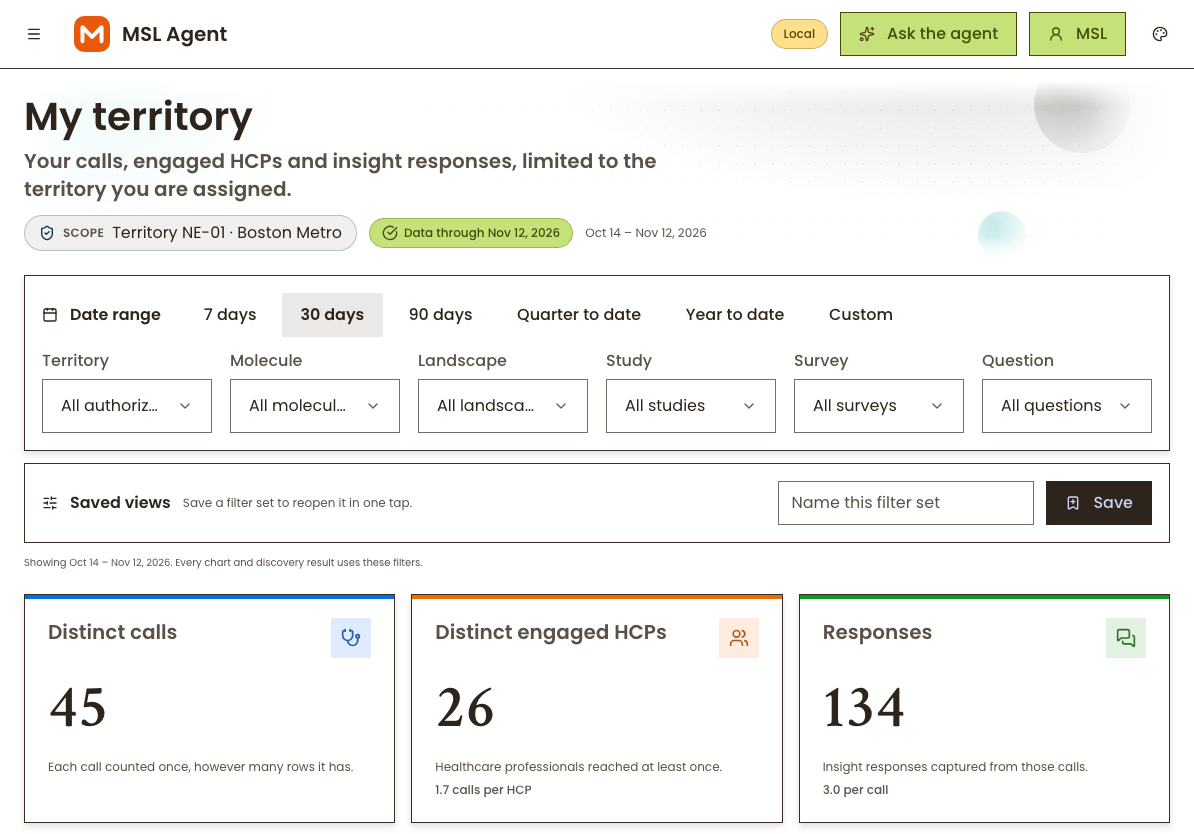 MSL Agent
Local
Ask the agent
MSL
My territory
Your calls, engaged HCPs and insight responses, limited to the
territory you are assigned.
SCOPE Territory NE-01 · Boston Metro
Data through Nov 12, 2026
Oct 14 – Nov 12, 2026
Date range
7 days
30 days
90 days
Quarter to date
Year to date
Custom
Territory
Molecule
Landscape
Study
Survey
Question
All authoriz...
All molecul...
All landsca...
All studies
All surveys
All questions
Saved views
Save a filter set to reopen it in one tap.
Name this filter set
Save
Showing Oct 14 – Nov 12, 2026. Every chart and discovery result uses these filters.
Distinct calls
45
Each call counted once, however many rows it has.
Distinct engaged HCPs
26
Healthcare professionals reached at least once.
1.7 calls per HCP
Responses
134
Insight responses captured from those calls.
3.0 per call